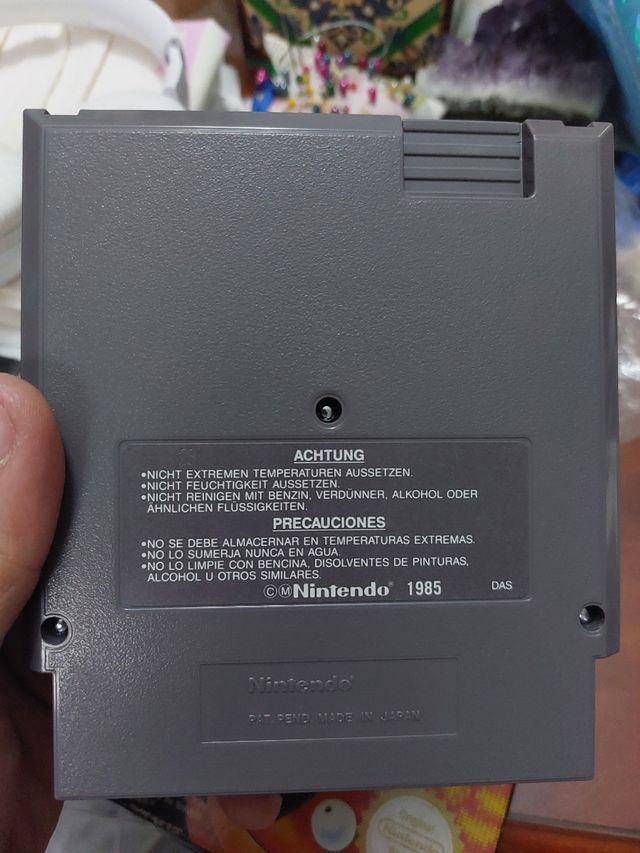 ACHTUNG
•NICHT EXTREMEN TEMPERATUREN AUSSETZEN.
•NICHT FEUCHTIGKEIT AUSSETZEN.
•NICHT REINIGEN MIT BENZIN, VERDÜNNER, ALKOHOL ODER
ÄHNLICHEN FLÜSSIGKEITEN.
PRECAUCIONES
•NO SE DEBE ALMACERNAR EN TEMPERATURAS EXTREMAS.
•NO LO SUMERJA NUNCA EN AGUA.
•NO LO LIMPIE CON BENCINA, DISOLVENTES DE PINTURAS,
ALCOHOL U OTROS SIMILARES.
©Ⓜ Nintendo® 1985 DAS
Nintendo®
PAT. PEND. MADE IN JAPAN
Original
Nintendo